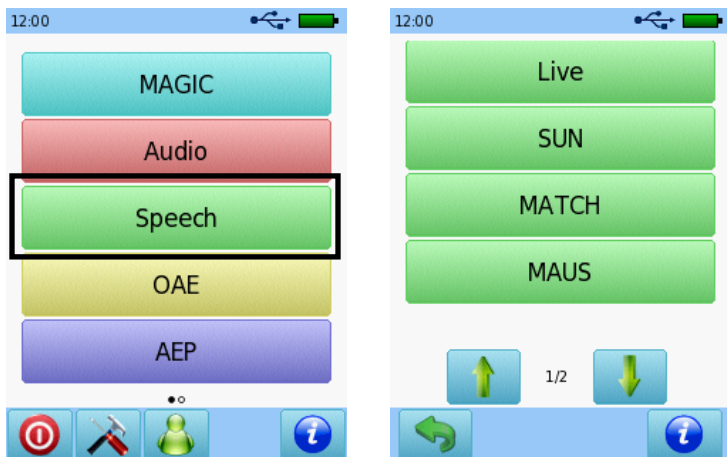 12:00
MAGIC
Audio
Speech
OAE
AEP
12:00
Live
SUN
MATCH
MAUS
1/2